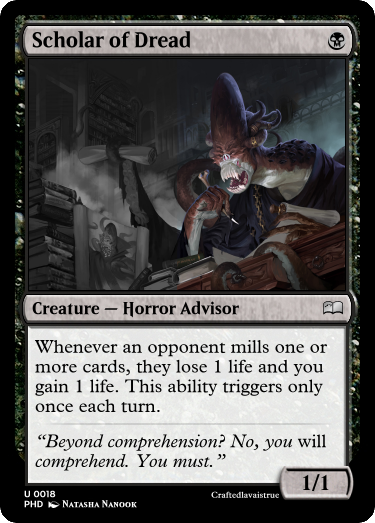 Scholar of Dread
Creature — Horror Advisor
Whenever an opponent mills one or
more cards, they lose 1 life and you
gain 1 life. This ability triggers only
once each turn.
“Beyond comprehension? No, you will
comprehend. You must.”
1/1
U 0018
PHD Natasha Nanook
Craftedlavaistrue